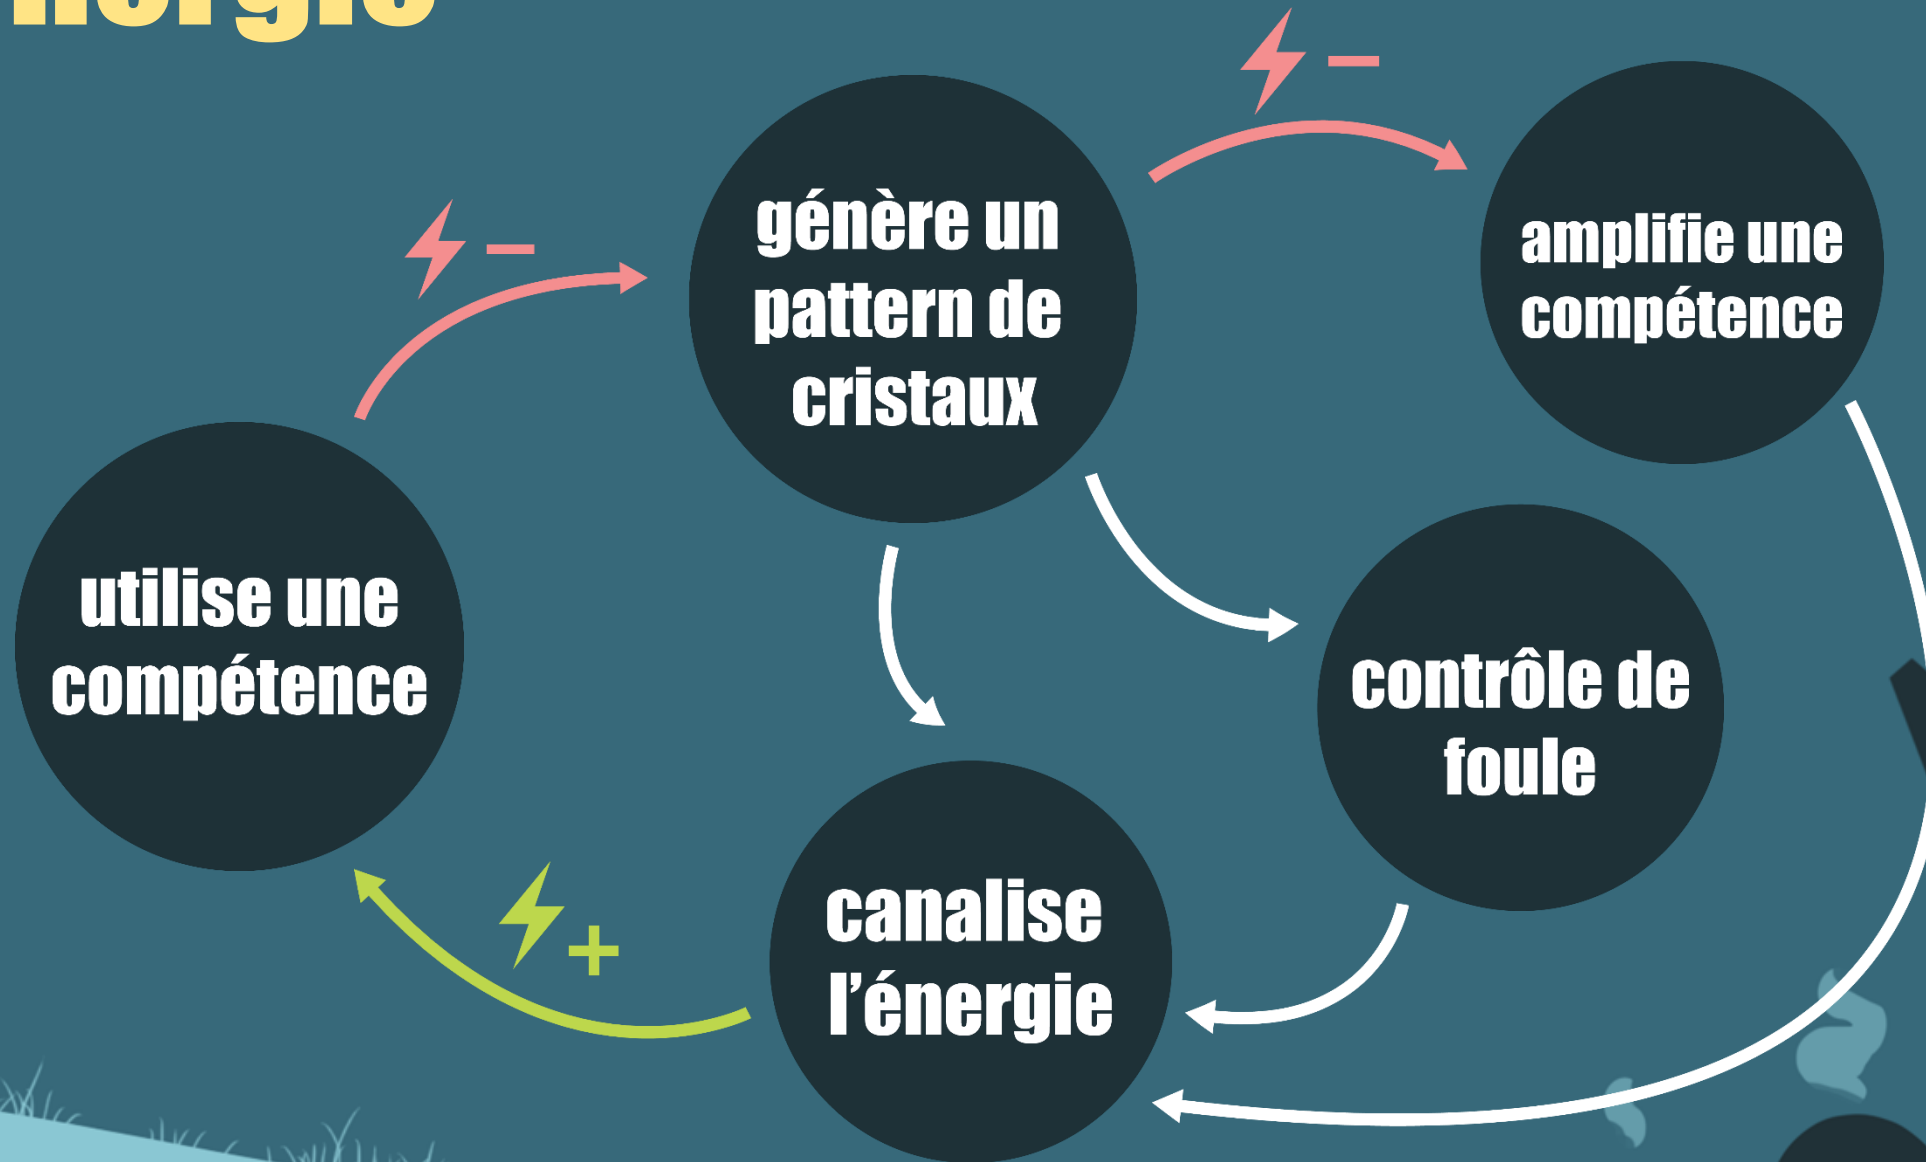 génère un
pattern de
cristaux
amplifie une
compétence
utilise une
compétence
contrôle de
foule
canalise
l’énergie